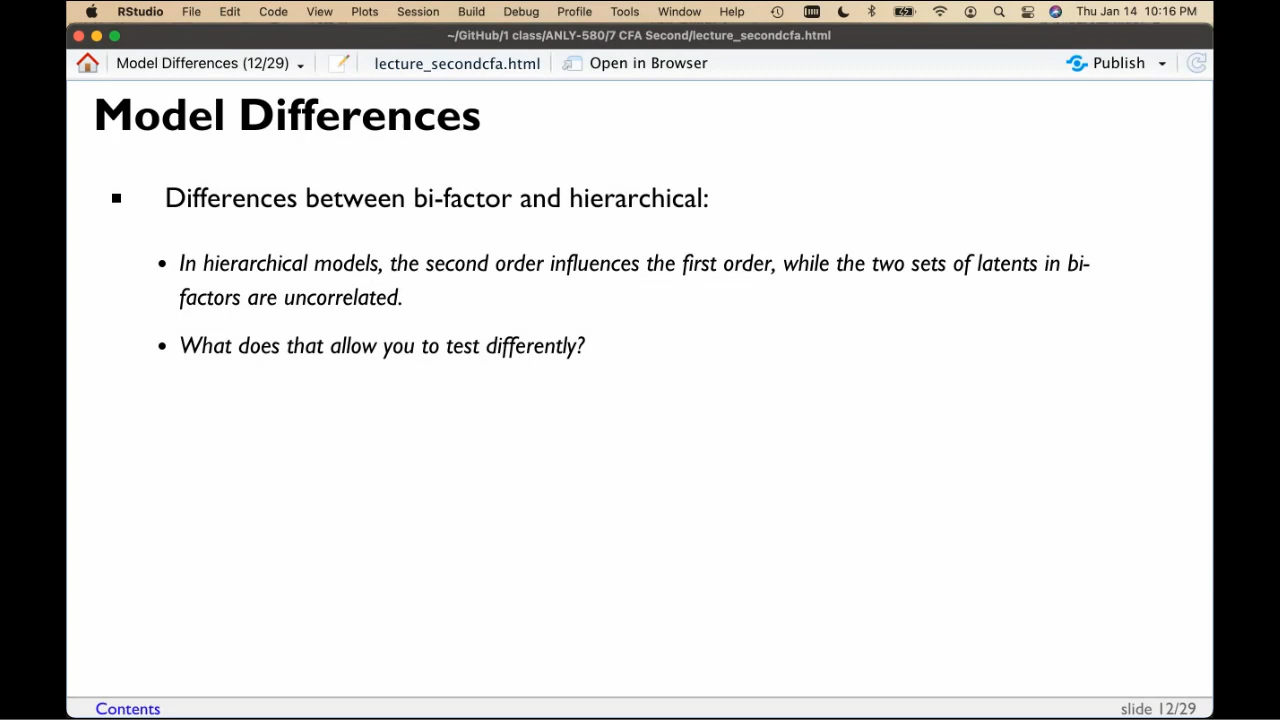 RStudio File Edit Code View Plots Session Build Debug Profile Tools Window Help Thu Jan 14 10:16 PM
~/GitHub/1 class/ANLY-580/7 CFA Second/lecture_secondcfa.html
Model Differences (12/29) lecture_secondcfa.html Open in Browser Publish
Model Differences
▪ Differences between bi-factor and hierarchical:
• In hierarchical models, the second order influences the first order, while the two sets of latents in bi-
factors are uncorrelated.
• What does that allow you to test differently?
Contents slide 12/29